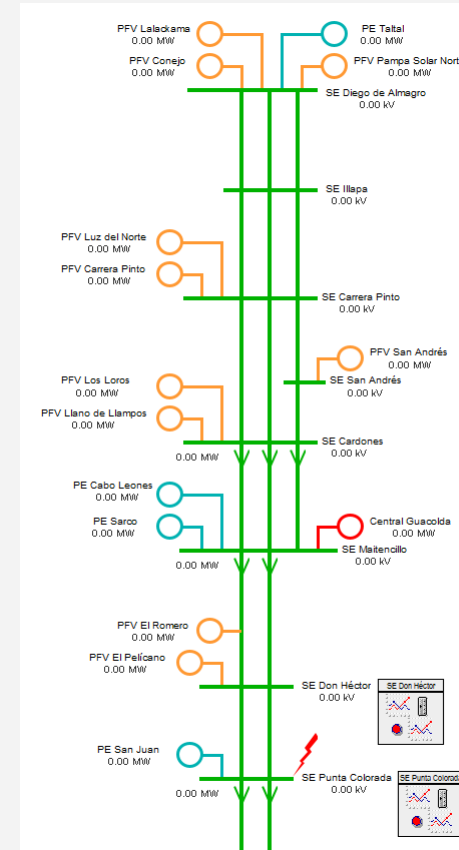 PFV Lalackama
0.00 MW
PE Taltal
0.00 MW
PFV Conejo
0.00 MW
PFV Pampa Solar Nort
0.00 MW
SE Diego de Almagro
0.00 kV
SE Illapa
0.00 kV
PFV Luz del Norte
0.00 MW
PFV Carrera Pinto
0.00 MW
SE Carrera Pinto
0.00 kV
PFV San Andrés
0.00 MW
SE San Andrés
0.00 kV
PFV Los Loros
0.00 MW
PFV Llano de Llampos
0.00 MW
SE Cardones
0.00 kV
0.00 MW
PE Cabo Leones
0.00 MW
PE Sarco
0.00 MW
Central Guacolda
0.00 MW
SE Maitencillo
0.00 kV
0.00 MW
PFV El Romero
0.00 MW
PFV El Pelícano
0.00 MW
SE Don Héctor
0.00 kV
SE Don Héctor
PE San Juan
0.00 MW
SE Punta Colorada
0.00 kV
SE Punta Colorada
0.00 MW